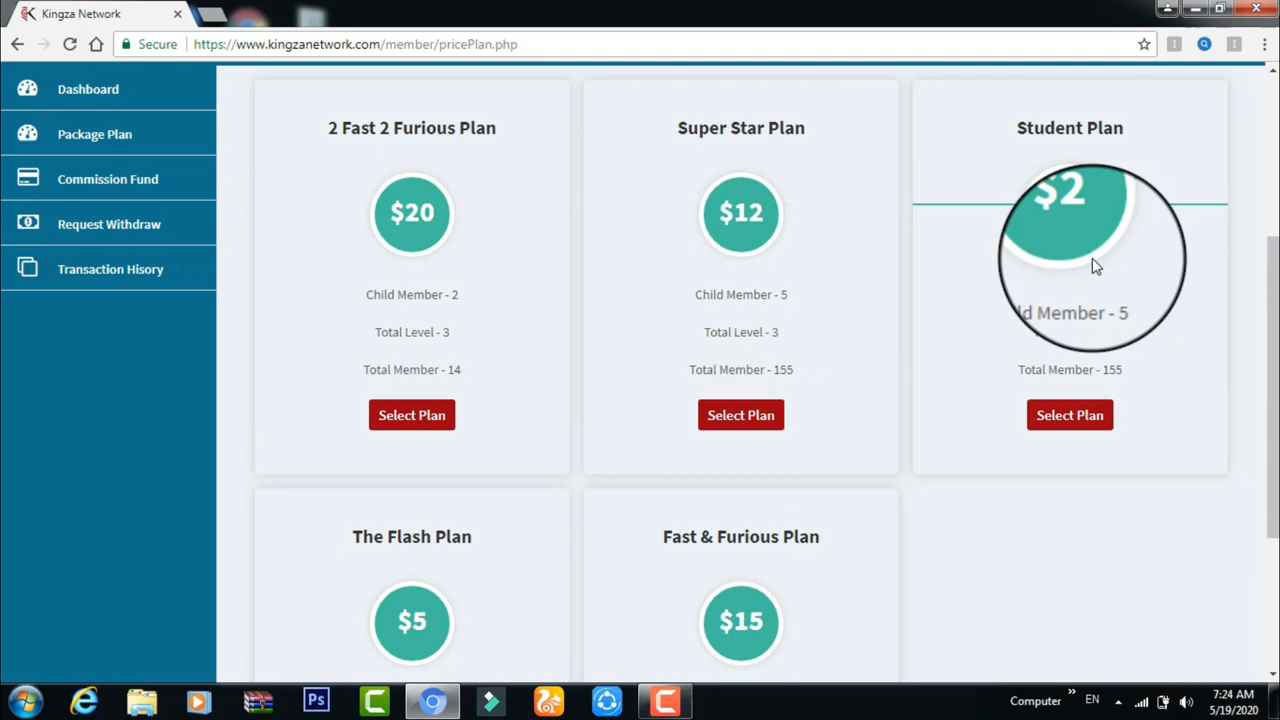 Kingza Network
Secure
https://www.kingzanetwork.com/member/pricePlan.php
Dashboard
Package Plan
Commission Fund
Request Withdraw
Transaction Hisory
2 Fast 2 Furious Plan
$20
Child Member - 2
Total Level - 3
Total Member - 14
Select Plan
Super Star Plan
$12
Child Member - 5
Total Level - 3
Total Member - 155
Select Plan
Student Plan
$2
ld Member - 5
Total Member - 155
Select Plan
The Flash Plan
$5
Fast & Furious Plan
$15
Ps
Computer
EN
7:24 AM
5/19/2020